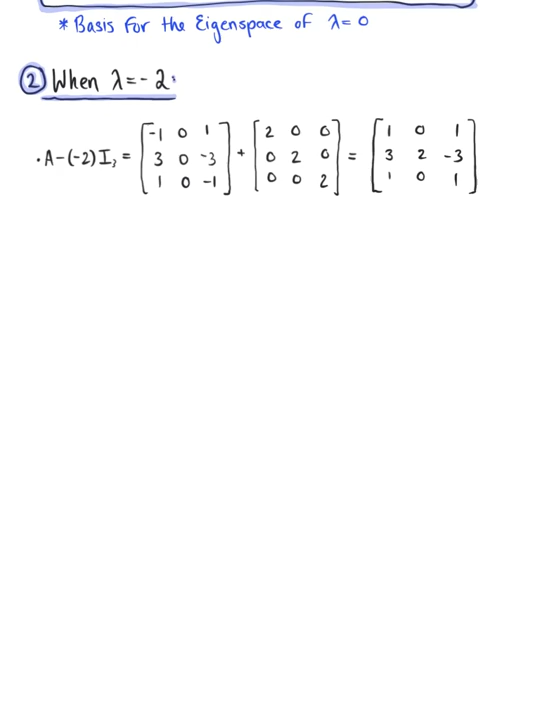 * Basis For the Eigenspace of λ= 0
② When λ=- 2:
· A-(-2)I₃ = [-1 0 1; 3 0 -3; 1 0 -1] + [2 0 0; 0 2 0; 0 0 2] = [1 0 1; 3 2 -3; 1 0 1]